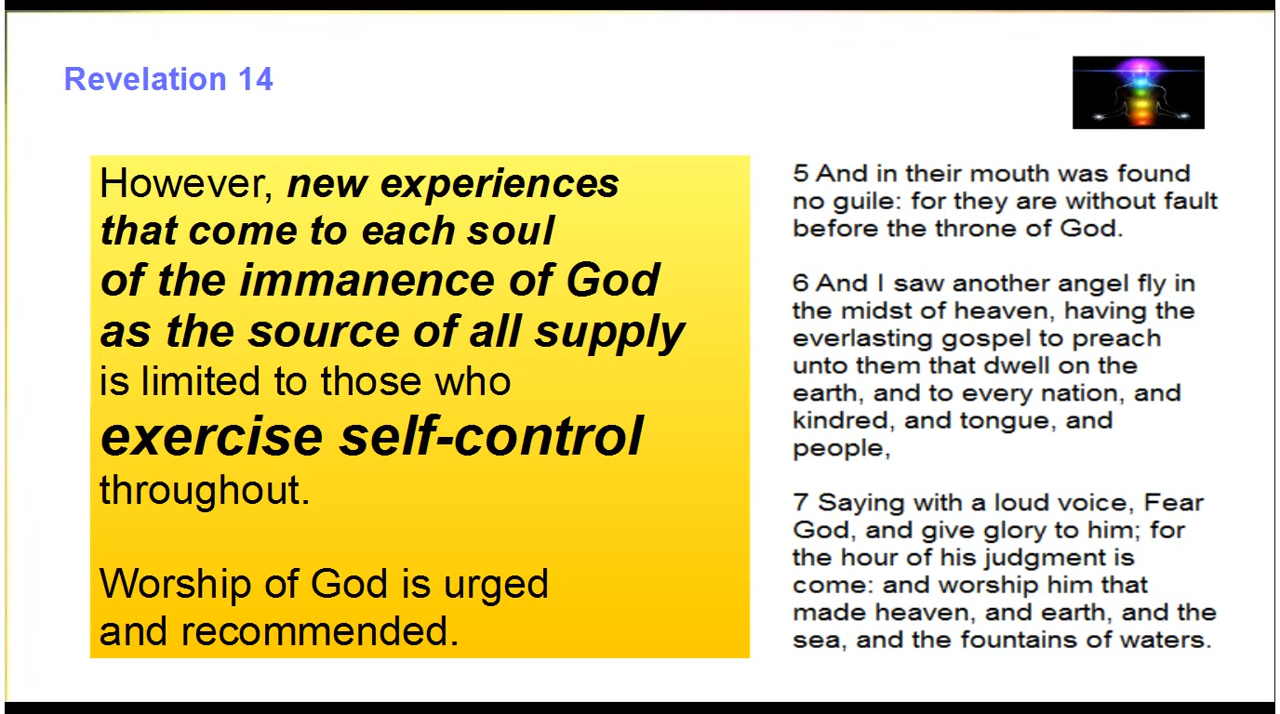 Revelation 14
However, new experiences
that come to each soul
of the immanence of God
as the source of all supply
is limited to those who
exercise self-control
throughout.
Worship of God is urged
and recommended.
5 And in their mouth was found
no guile: for they are without fault
before the throne of God.
6 And I saw another angel fly in
the midst of heaven, having the
everlasting gospel to preach
unto them that dwell on the
earth, and to every nation, and
kindred, and tongue, and
people,
7 Saying with a loud voice, Fear
God, and give glory to him; for
the hour of his judgment is
come: and worship him that
made heaven, and earth, and the
sea, and the fountains of waters.